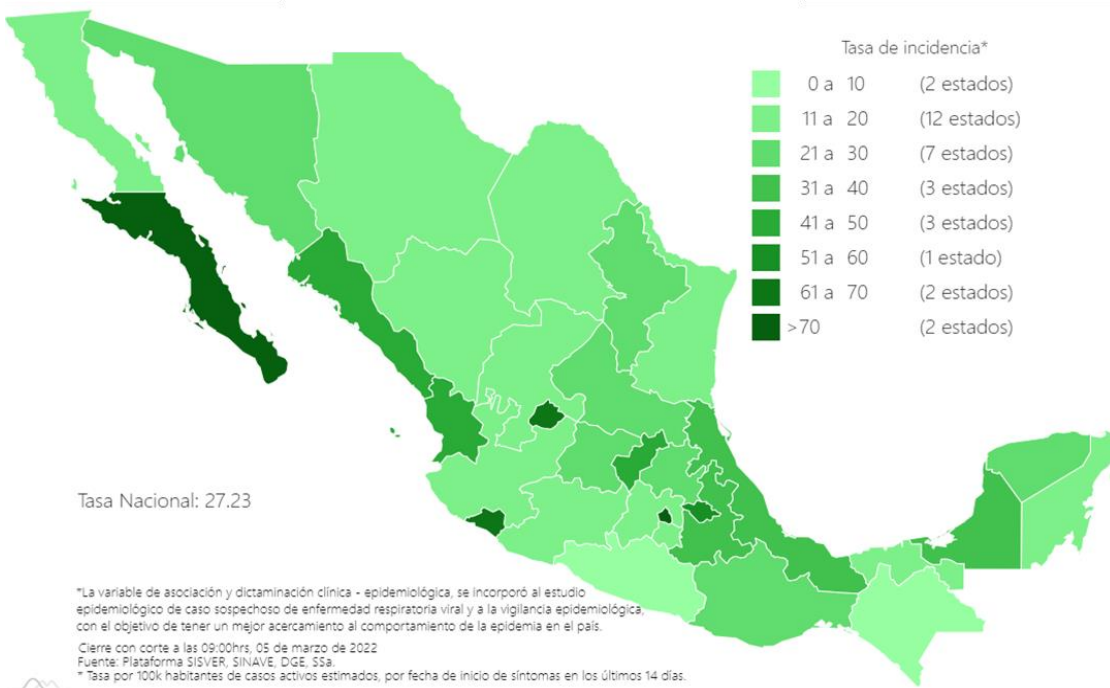 Tasa de incidencia*
0 a 10 (2 estados)
11 a 20 (12 estados)
21 a 30 (7 estados)
31 a 40 (3 estados)
41 a 50 (3 estados)
51 a 60 (1 estado)
61 a 70 (2 estados)
>70 (2 estados)
Tasa Nacional: 27.23
*La variable de asociación y dictaminación clínica - epidemiológica, se incorporó al estudio
epidemiológico de caso sospechoso de enfermedad respiratoria viral y a la vigilancia epidemiológica,
con el objetivo de tener un mejor acercamiento al comportamiento de la epidemia en el país.
Cierre con corte a las 09:00hrs, 05 de marzo de 2022
Fuente: Plataforma SISVER, SINAVE, DGE, SSa.
* Tasa por 100k habitantes de casos activos estimados, por fecha de inicio de síntomas en los últimos 14 días.